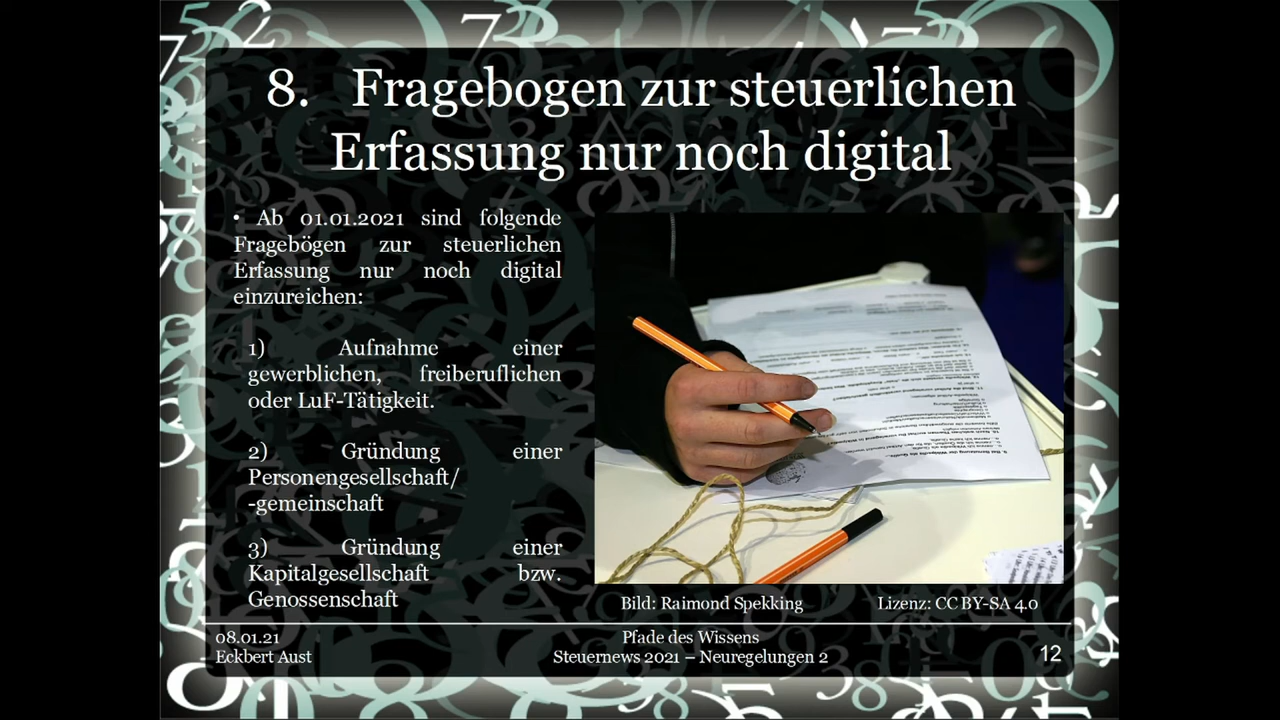 8. Fragebogen zur steuerlichen
Erfassung nur noch digital
• Ab 01.01.2021 sind folgende
Fragebögen zur steuerlichen
Erfassung nur noch digital
einzureichen:
1) Aufnahme einer
gewerblichen, freiberuflichen
oder LuF-Tätigkeit.
2) Gründung einer
Personengesellschaft/
-gemeinschaft
3) Gründung einer
Kapitalgesellschaft bzw.
Genossenschaft
Bild: Raimond Spekking Lizenz: CC BY-SA 4.0
08.01.21
Eckbert Aust
Pfade des Wissens
Steuernews 2021 – Neuregelungen 2
12